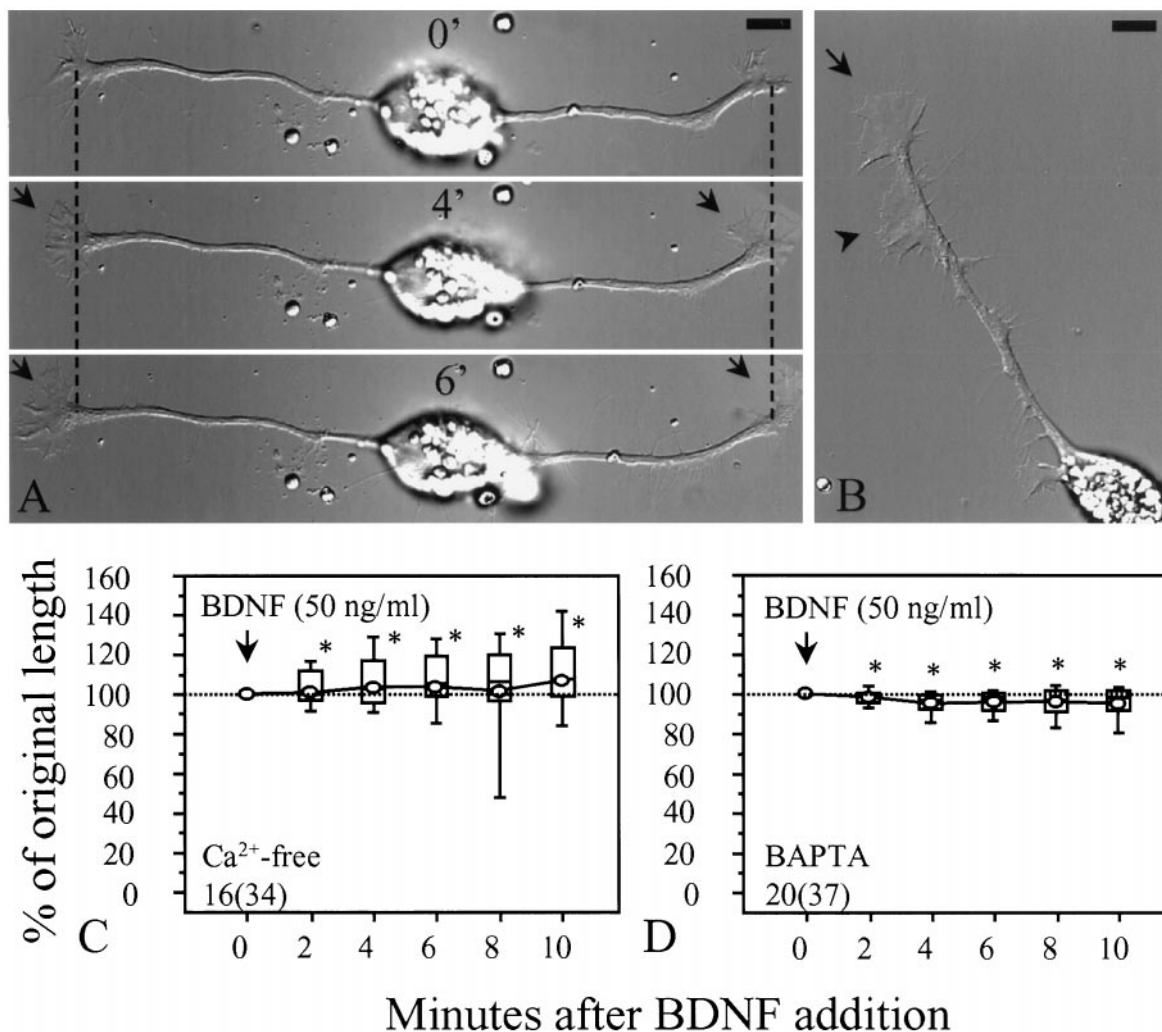 0'
4'
6'
A
B
% of original length
160
140
120
100
80
60
40
20
0
BDNF (50 ng/ml)
* * * * *
Ca²⁺-free
16(34)
C
0 2 4 6 8 10
160
140
120
100
80
60
40
20
0
BDNF (50 ng/ml)
* * * * *
BAPTA
20(37)
D
0 2 4 6 8 10
Minutes after BDNF addition